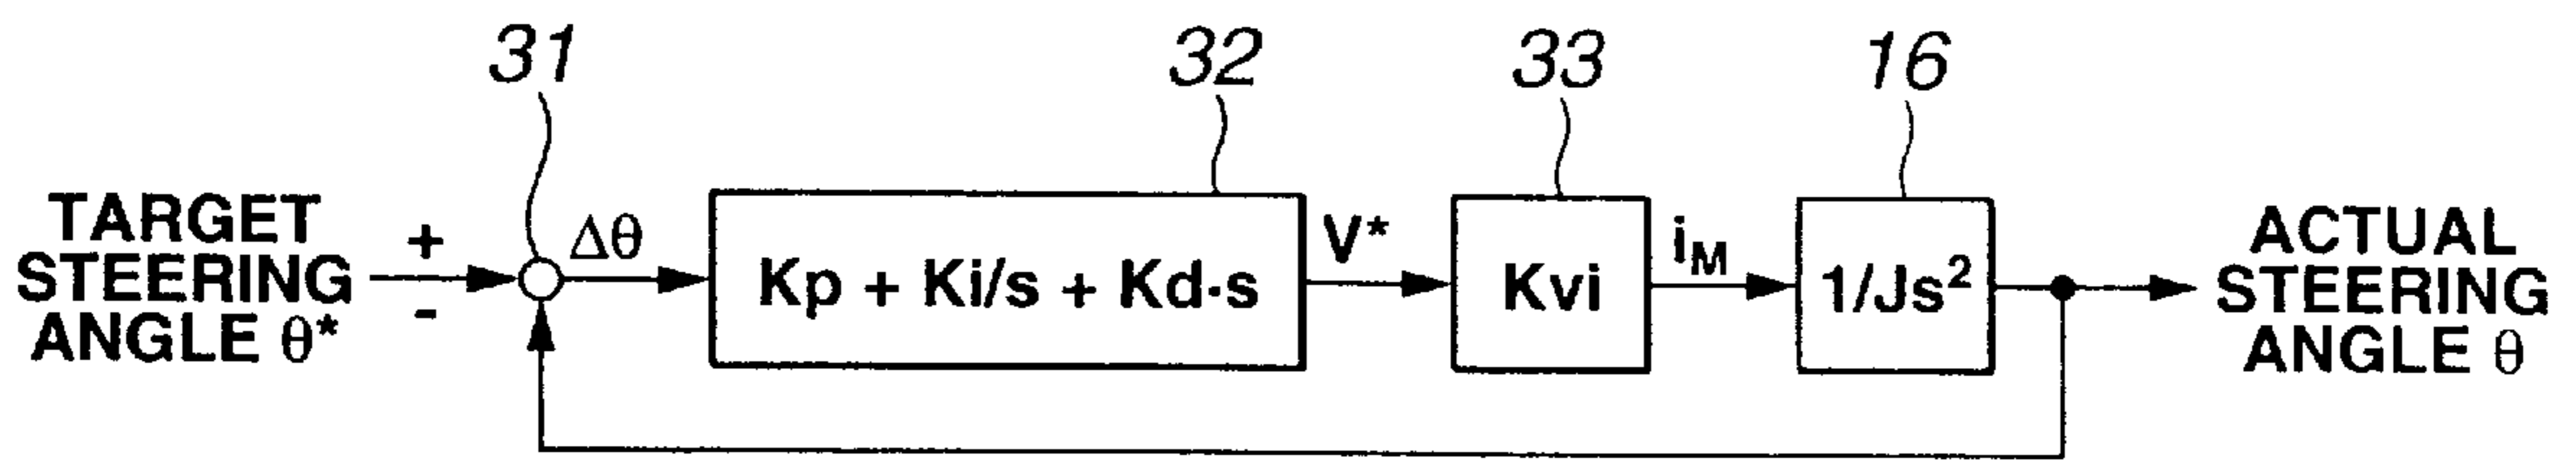 31
32
33
16
TARGET
STEERING
ANGLE θ*
+
-
Δθ
Kp + Ki/s + Kd·s
V*
Kvi
iM
1/Js²
ACTUAL
STEERING
ANGLE θ